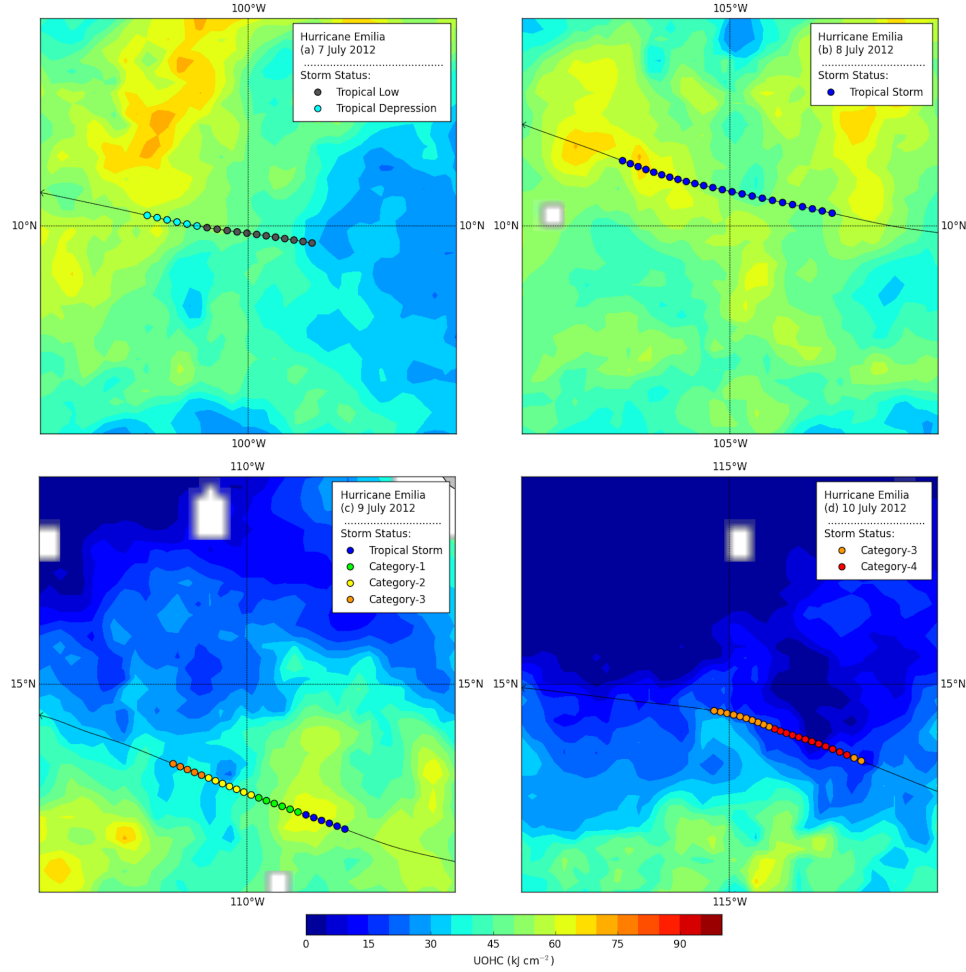 100°W
Hurricane Emilia
(a) 7 July 2012
Storm Status:
Tropical Low
Tropical Depression
10°N
100°W
105°W
Hurricane Emilia
(b) 8 July 2012
Storm Status:
Tropical Storm
10°N
10°N
105°W
110°W
Hurricane Emilia
(c) 9 July 2012
Storm Status:
Tropical Storm
Category-1
Category-2
Category-3
15°N
110°W
115°W
Hurricane Emilia
(d) 10 July 2012
Storm Status:
Category-3
Category-4
15°N
15°N
115°W
0 15 30 45 60 75 90
UOHC (kJ cm⁻²)